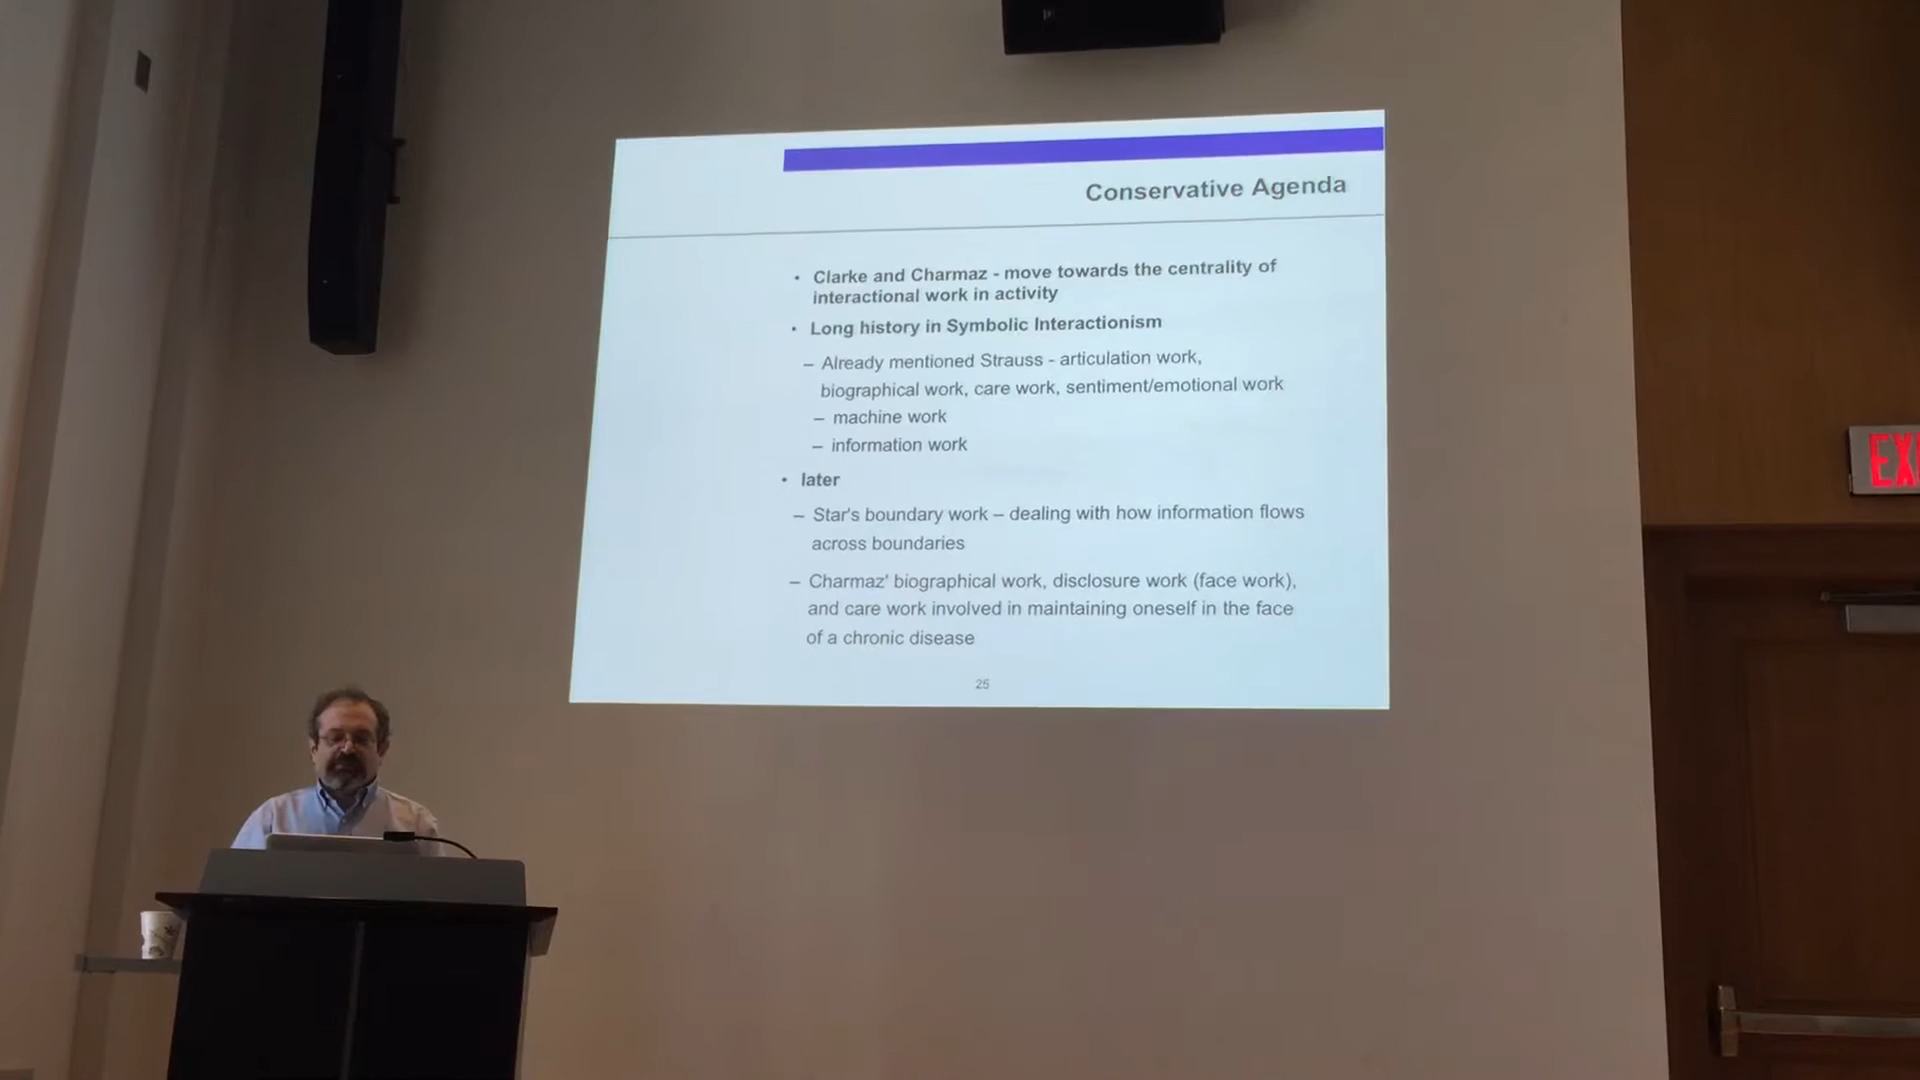 Conservative Agenda
• Clarke and Charmaz - move towards the centrality of
interactional work in activity
• Long history in Symbolic Interactionism
– Already mentioned Strauss - articulation work,
biographical work, care work, sentiment/emotional work
– machine work
– information work
• later
– Star's boundary work – dealing with how information flows
across boundaries
– Charmaz' biographical work, disclosure work (face work),
and care work involved in maintaining oneself in the face
of a chronic disease
25